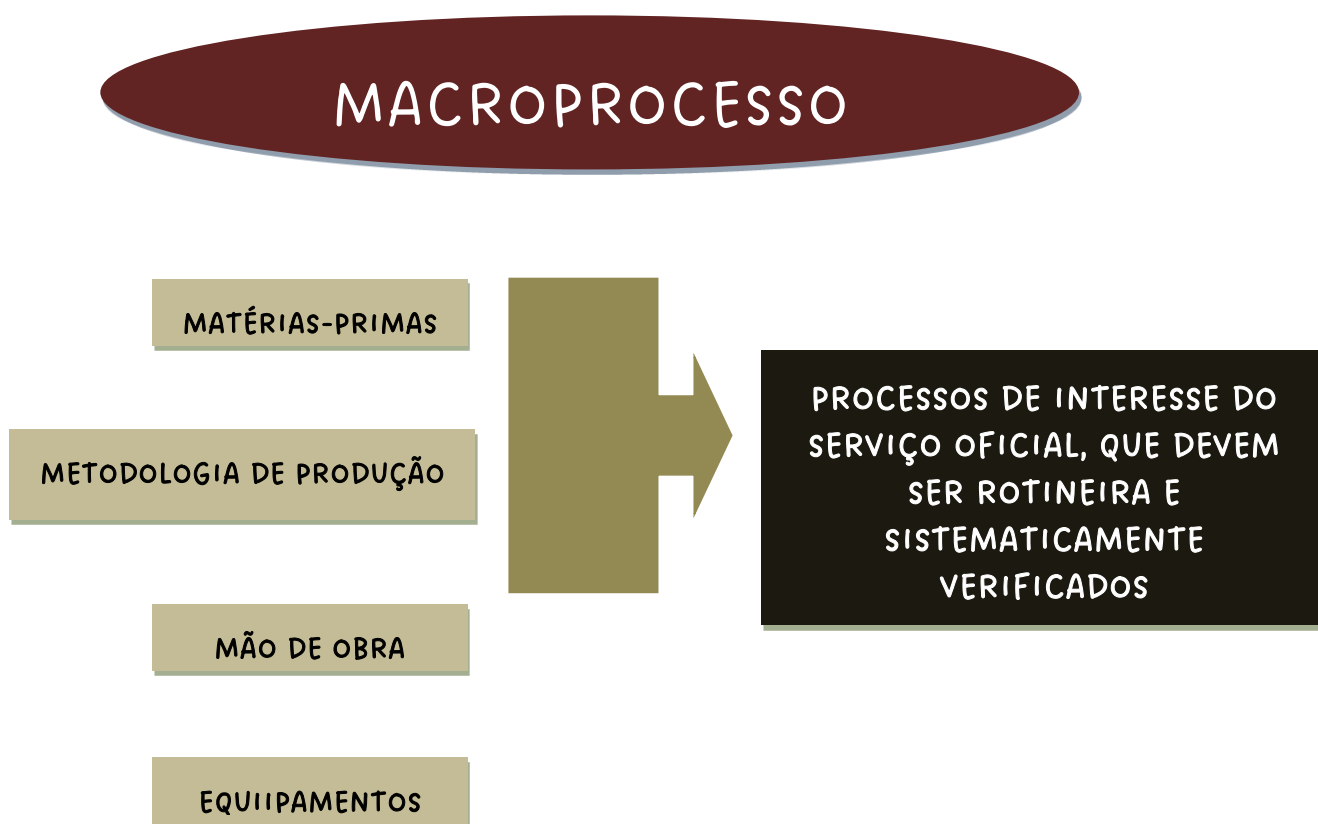 MACROPROCESSO
MATÉRIAS-PRIMAS
METODOLOGIA DE PRODUÇÃO
MÃO DE OBRA
EQUIIPAMENTOS
PROCESSOS DE INTERESSE DO
SERVIÇO OFICIAL, QUE DEVEM
SER ROTINEIRA E
SISTEMATICAMENTE
VERIFICADOS